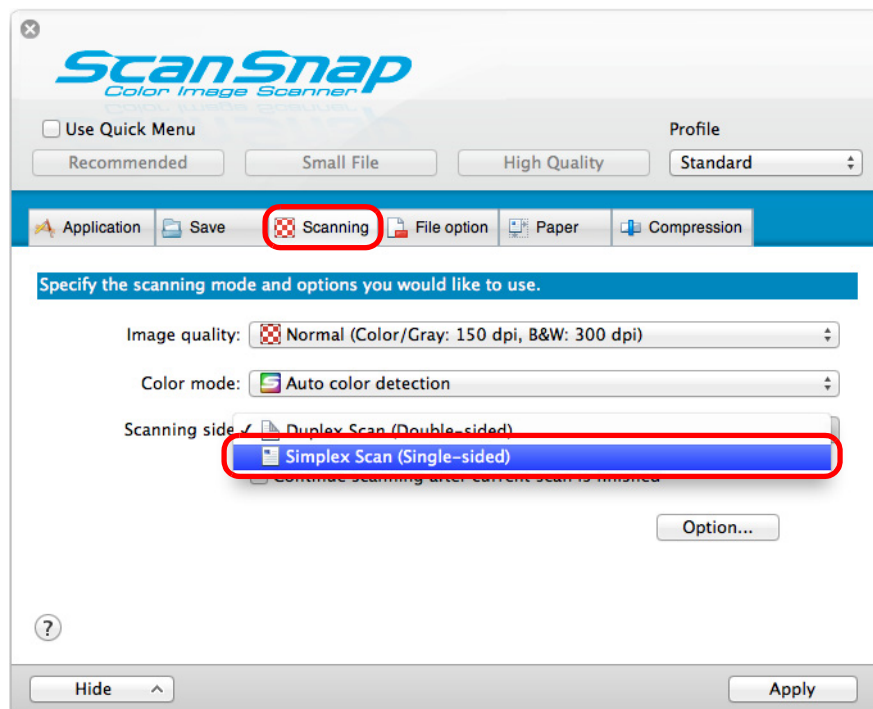 ScanSnap
Color Image Scanner
Use Quick Menu
Profile
Recommended
Small File
High Quality
Standard
Application
Save
Scanning
File option
Paper
Compression
Specify the scanning mode and options you would like to use.
Image quality:
Normal (Color/Gray: 150 dpi, B&W: 300 dpi)
Color mode:
Auto color detection
Scanning side
Duplex Scan (Double-sided)
Simplex Scan (Single-sided)
Continue scanning after current scan is finished
Option...
?
Hide
Apply